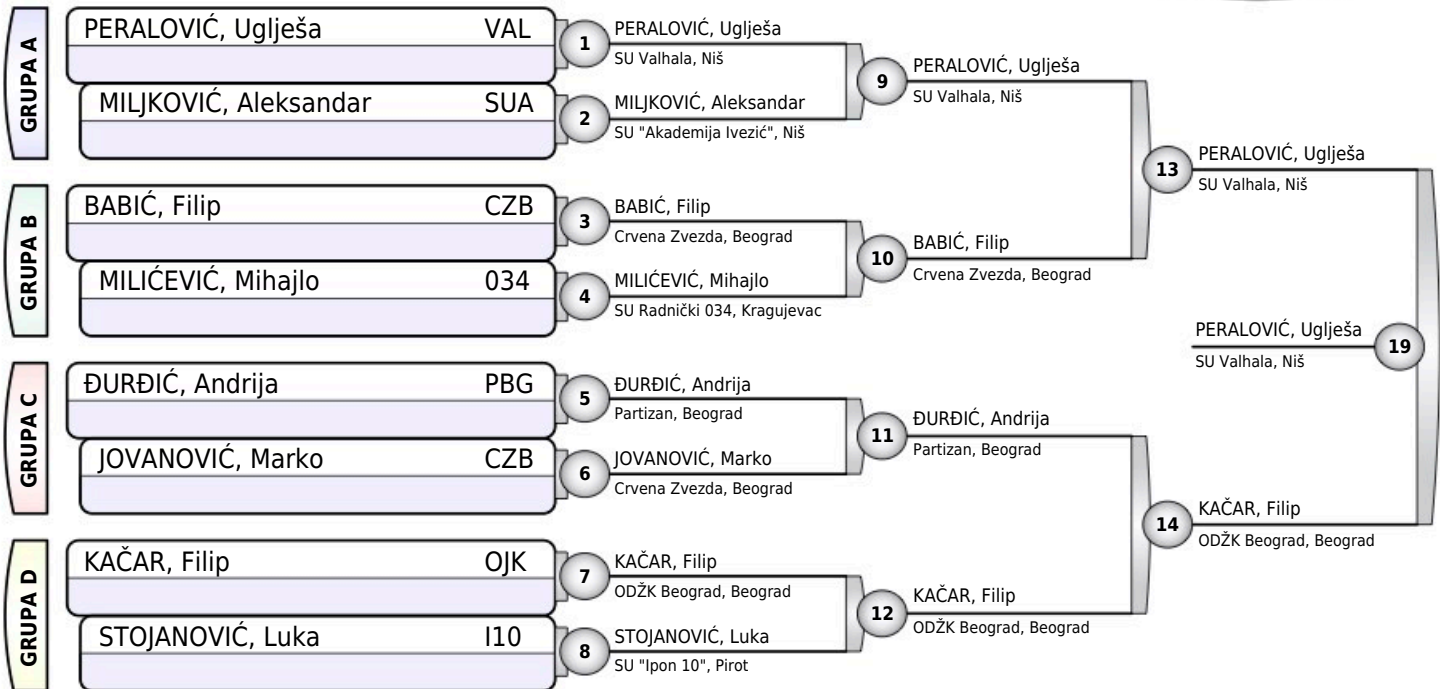 GRUPA A
PERALOVIĆ, Uglješa VAL
MILJKOVIĆ, Aleksandar SUA
GRUPA B
BABIĆ, Filip CZB
MILIĆEVIĆ, Mihajlo 034
GRUPA C
ĐURĐIĆ, Andrija PBG
JOVANOVIĆ, Marko CZB
GRUPA D
KAČAR, Filip OJK
STOJANOVIĆ, Luka I10
1 PERALOVIĆ, Uglješa
SU Valhala, Niš
2 MILJKOVIĆ, Aleksandar
SU "Akademija Ivezić", Niš
3 BABIĆ, Filip
Crvena Zvezda, Beograd
4 MILIĆEVIĆ, Mihajlo
SU Radnički 034, Kragujevac
5 ĐURĐIĆ, Andrija
Partizan, Beograd
6 JOVANOVIĆ, Marko
Crvena Zvezda, Beograd
7 KAČAR, Filip
ODŽK Beograd, Beograd
8 STOJANOVIĆ, Luka
SU "Ipon 10", Pirot
9 PERALOVIĆ, Uglješa
SU Valhala, Niš
10 BABIĆ, Filip
Crvena Zvezda, Beograd
11 ĐURĐIĆ, Andrija
Partizan, Beograd
12 KAČAR, Filip
ODŽK Beograd, Beograd
13 PERALOVIĆ, Uglješa
SU Valhala, Niš
14 KAČAR, Filip
ODŽK Beograd, Beograd
PERALOVIĆ, Uglješa 19
SU Valhala, Niš